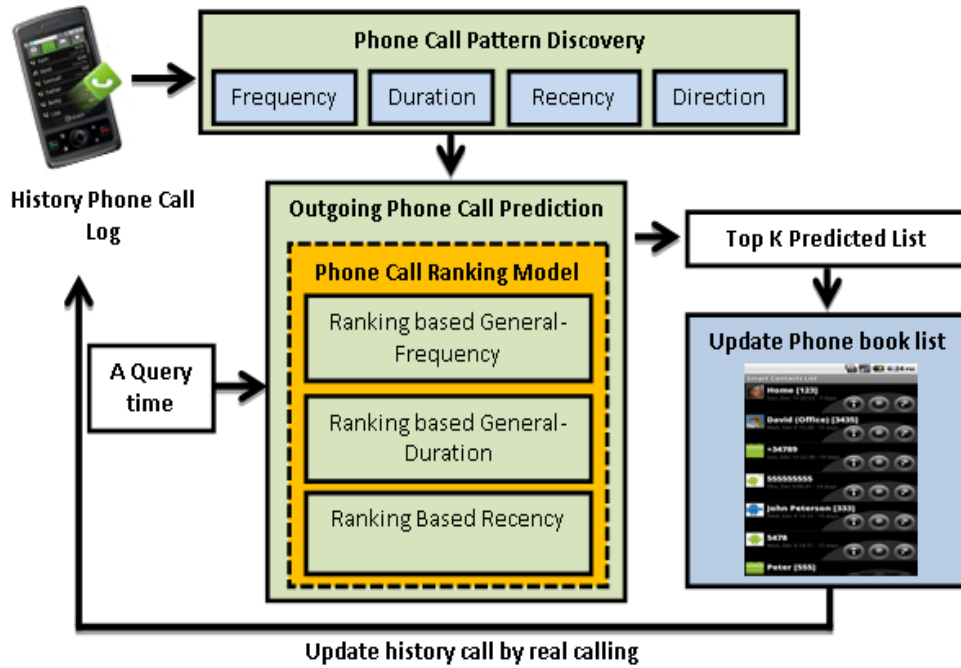 Phone Call Pattern Discovery
Frequency
Duration
Recency
Direction
History Phone Call
Log
Outgoing Phone Call Prediction
Phone Call Ranking Model
Ranking based General-
Frequency
Ranking based General-
Duration
Ranking Based Recency
A Query
time
Top K Predicted List
Update Phone book list
6:24 PM
Smart Contacts List
Home [123]
David (Office) [3435]
+34789
555555555
John Peterson [333]
5478
Peter [555]
Update history call by real calling